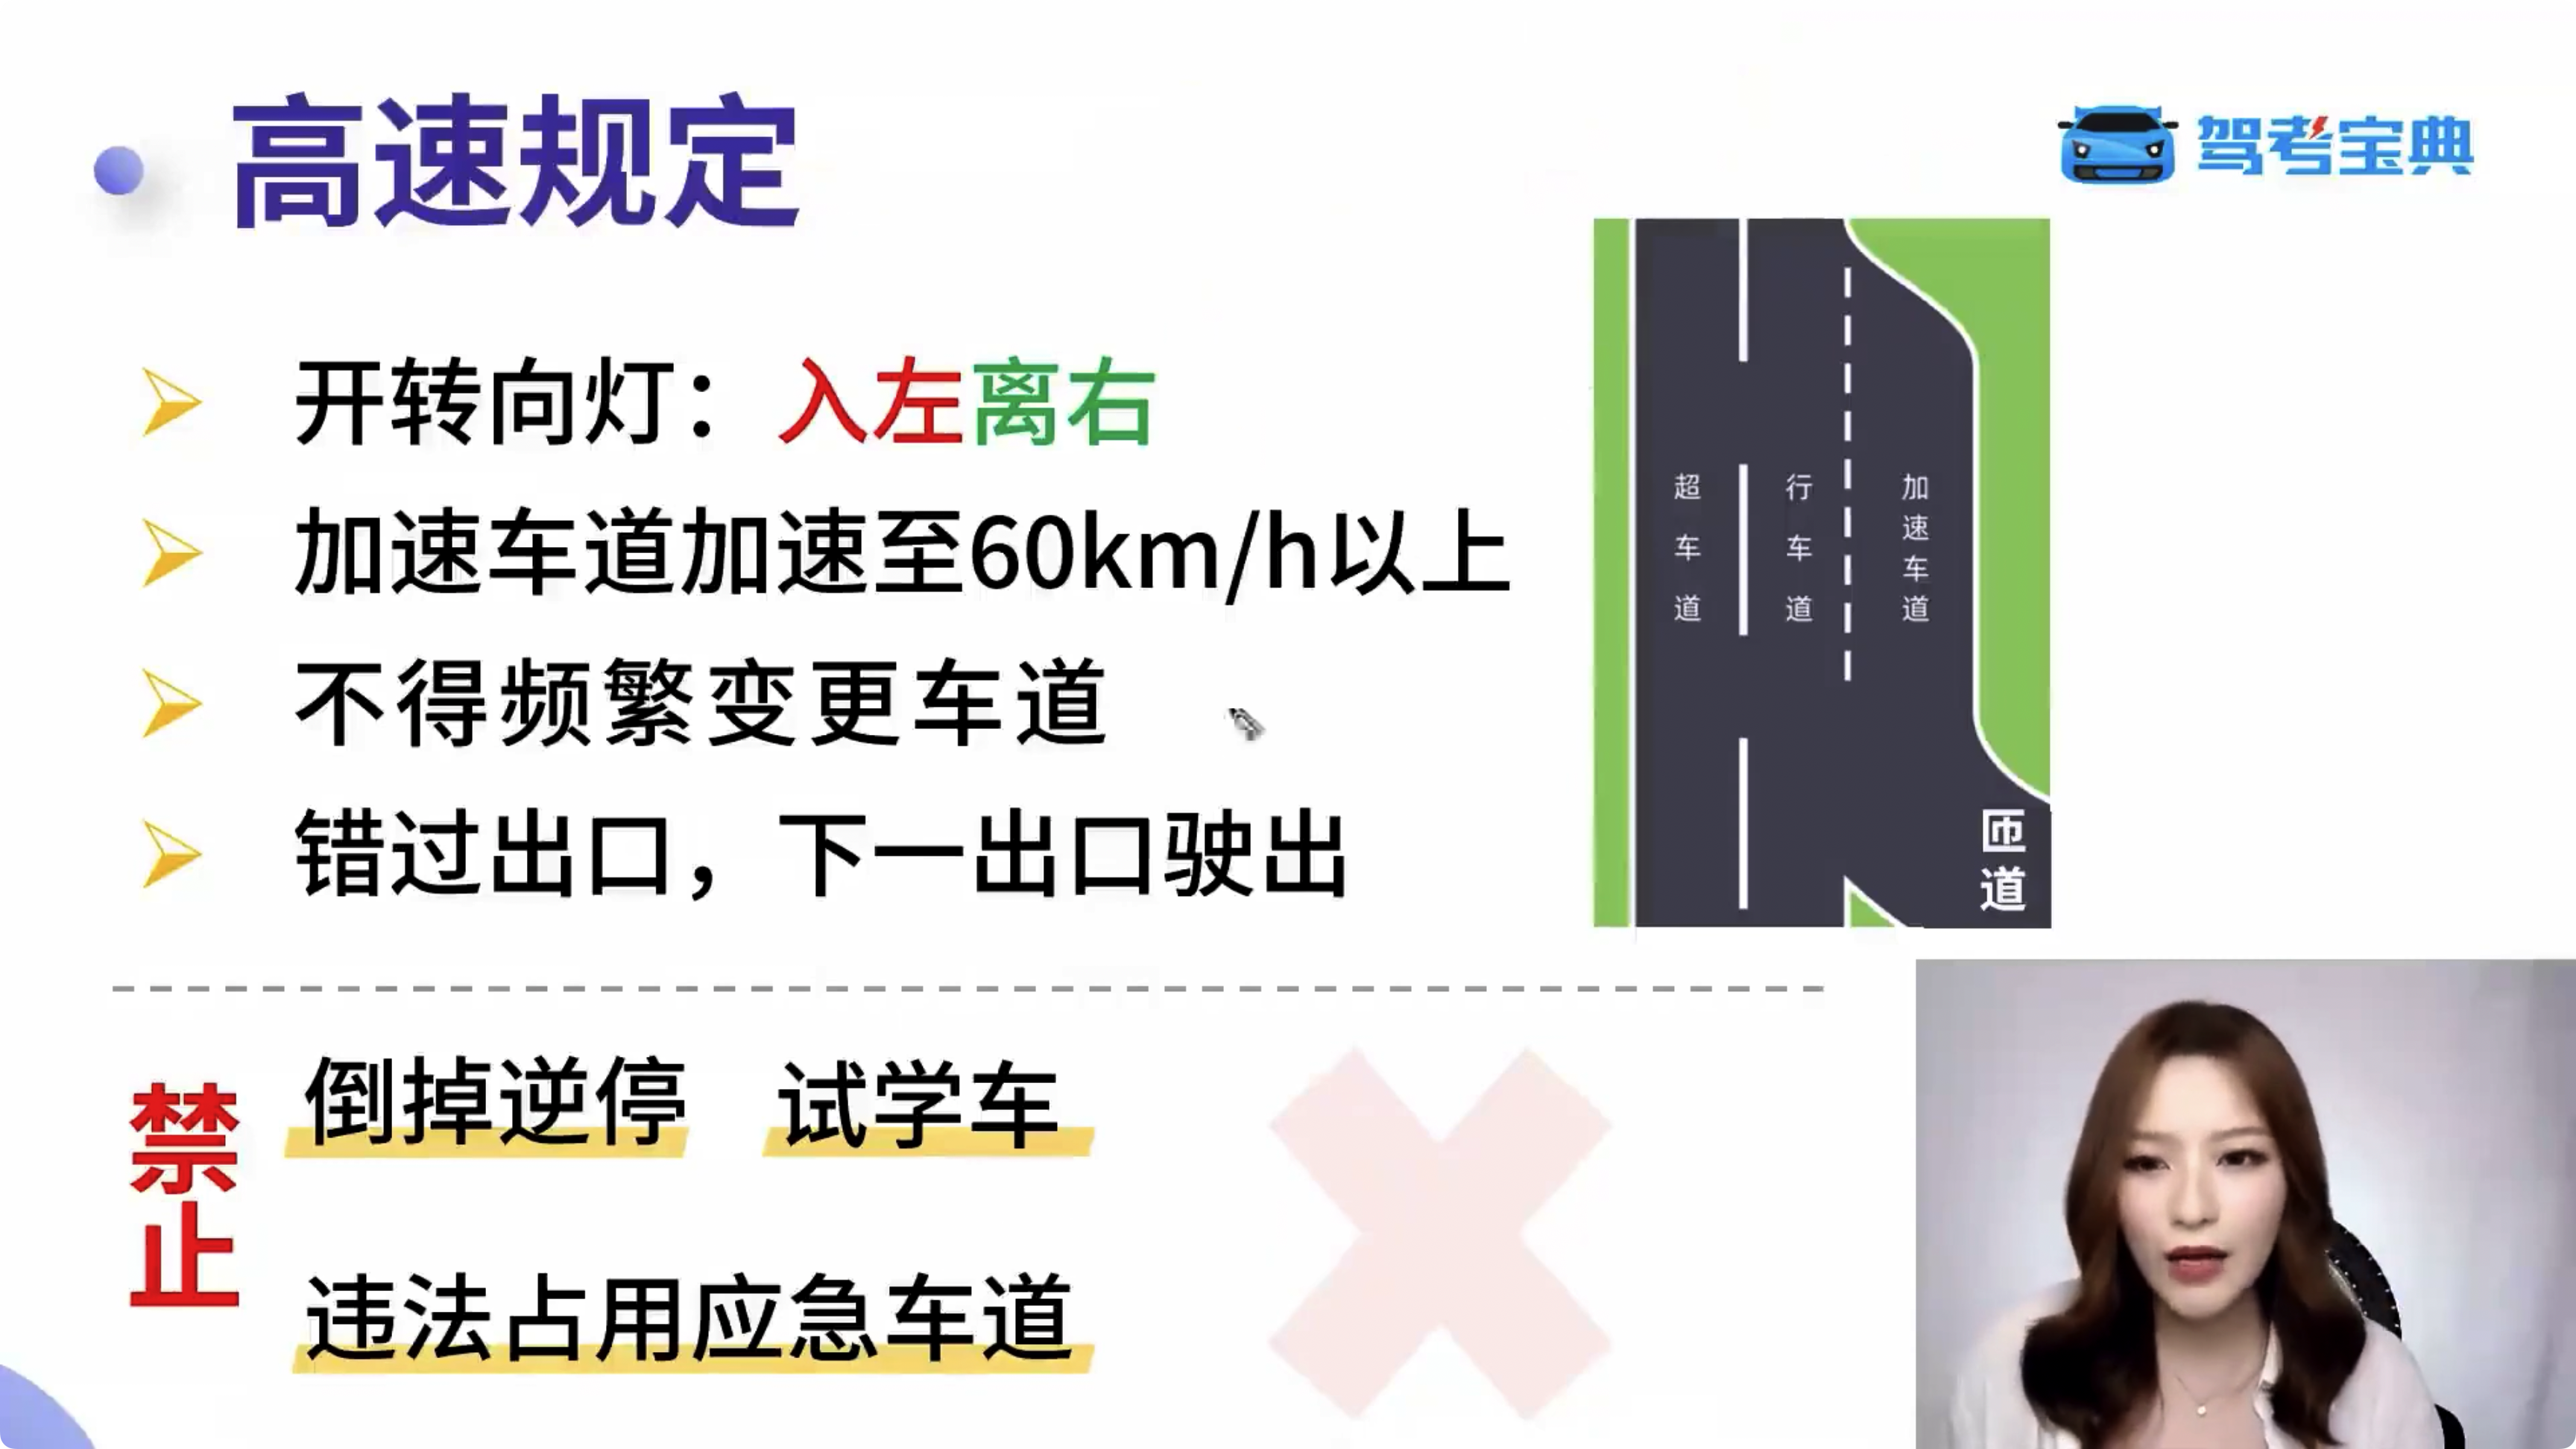 高速规定
驾考宝典
开转向灯：入左离右
加速车道加速至60km/h以上
不得频繁变更车道
错过出口，下一出口驶出
超车道
行车道
加速车道
匝道
禁止
倒掉逆停 试学车
违法占用应急车道